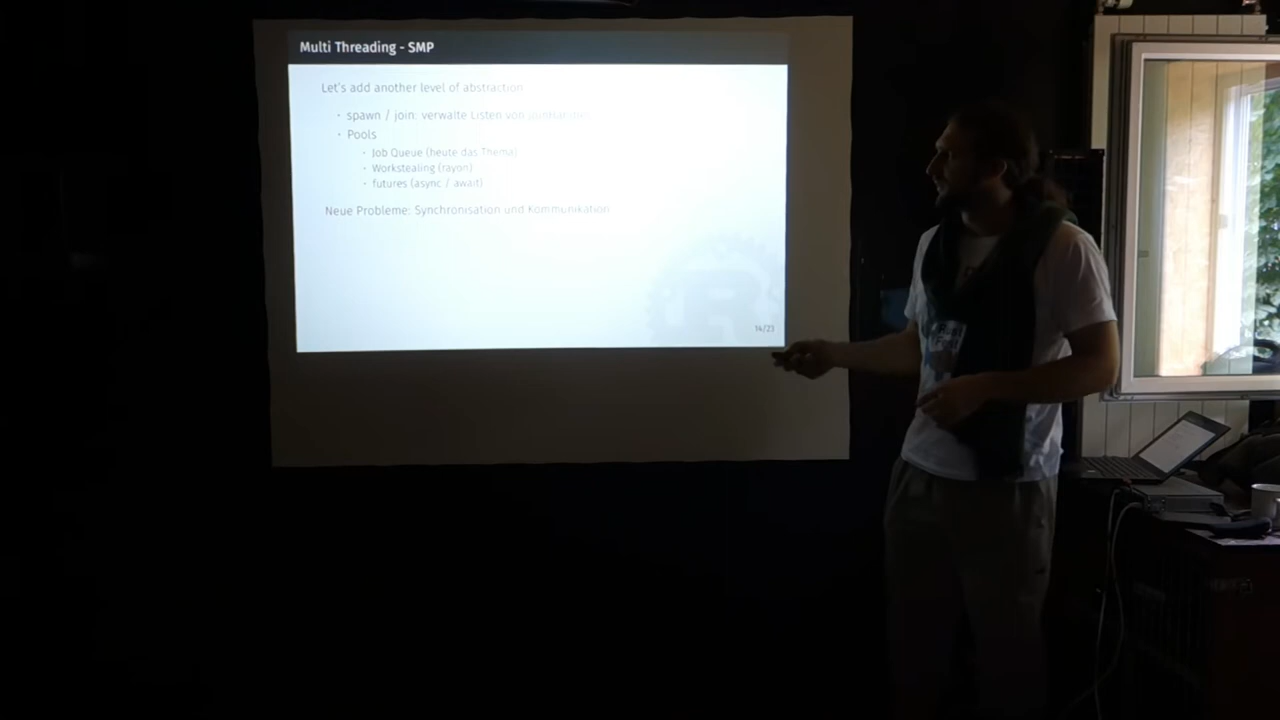 Multi Threading - SMP
Let's add another level of abstraction
• spawn / join: verwalte Listen von
• Pools
• Job Queue (heute das Thema)
• Workstealing (rayon)
• futures (async / await)
Neue Probleme: Synchronisation und Kommunikation
R
14/23